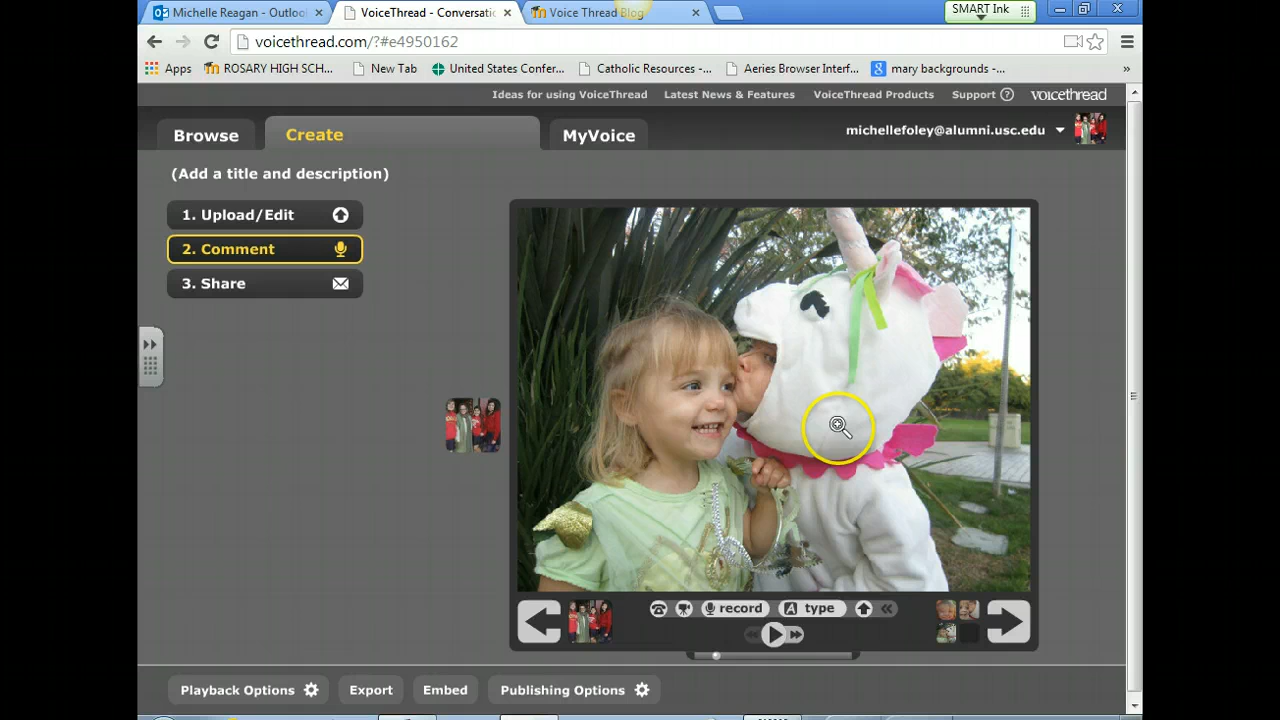 Michelle Reagan - Outloo
VoiceThread - Conversatic
Voice Thread Blog
SMART Ink
voicethread.com/?#e4950162
Apps
ROSARY HIGH SCH...
New Tab
United States Confer...
Catholic Resources -...
Aeries Browser Interf...
mary backgrounds -...
»
Ideas for using VoiceThread
Latest News & Features
VoiceThread Products
Support ?
voicethread
Browse
Create
MyVoice
michellefoley@alumni.usc.edu
(Add a title and description)
1. Upload/Edit
2. Comment
3. Share
record
A type
Playback Options
Export
Embed
Publishing Options